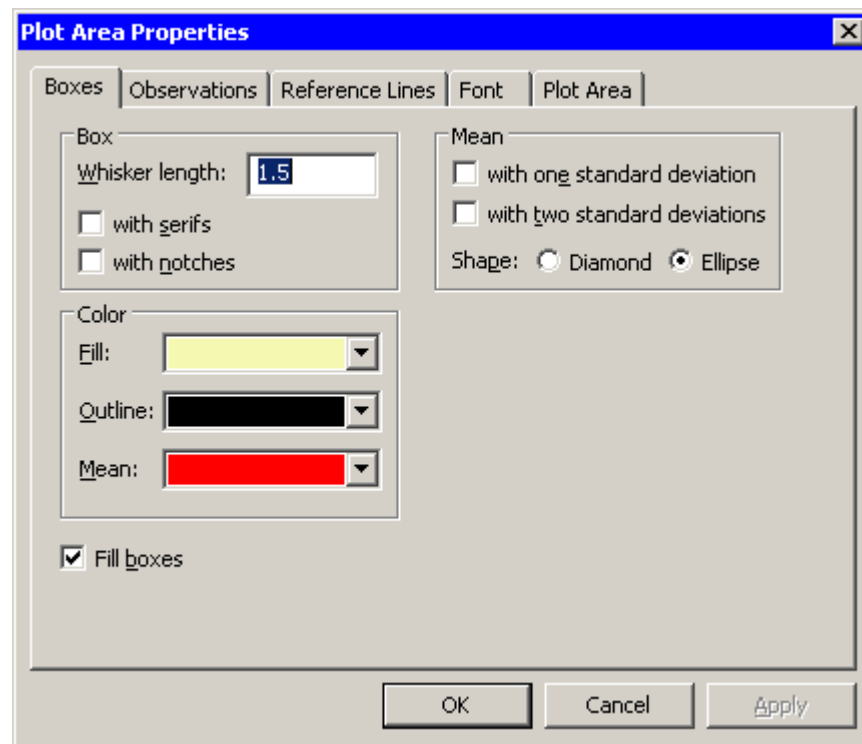 Plot Area Properties
Boxes Observations Reference Lines Font Plot Area
Box
Whisker length: 1.5
with serifs
with notches
Mean
with one standard deviation
with two standard deviations
Shape: Diamond Ellipse
Color
Fill:
Outline:
Mean:
Fill boxes
OK Cancel Apply